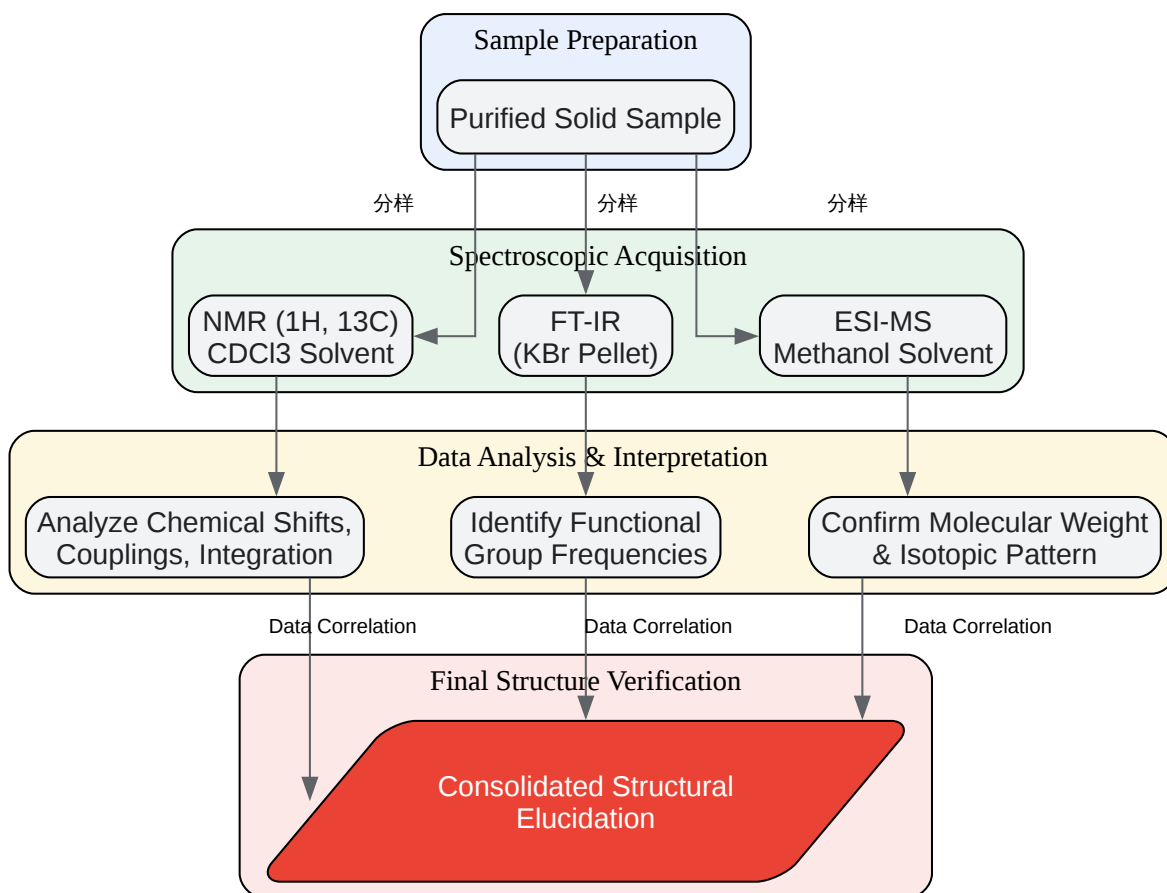 Sample Preparation
Purified Solid Sample
分样
分样
分样
Spectroscopic Acquisition
NMR (1H, 13C)
CDCl3 Solvent
FT-IR
(KBr Pellet)
ESI-MS
Methanol Solvent
Data Analysis & Interpretation
Analyze Chemical Shifts,
Couplings, Integration
Identify Functional
Group Frequencies
Confirm Molecular Weight
& Isotopic Pattern
Data Correlation
Data Correlation
Data Correlation
Final Structure Verification
Consolidated Structural
Elucidation